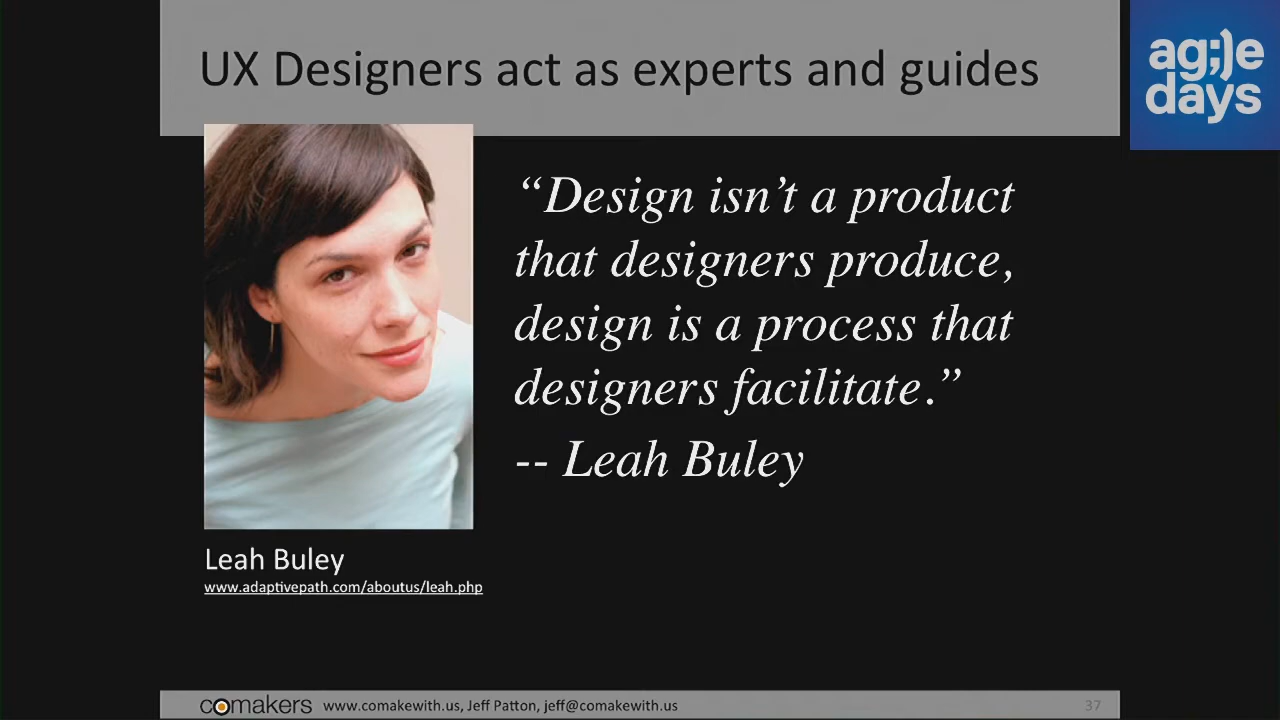 UX Designers act as experts and guides
ag;)e
days
“Design isn’t a product
that designers produce,
design is a process that
designers facilitate.”
-- Leah Buley
Leah Buley
www.adaptivepath.com/aboutus/leah.php
comakers www.comakewith.us, Jeff Patton, jeff@comakewith.us 37